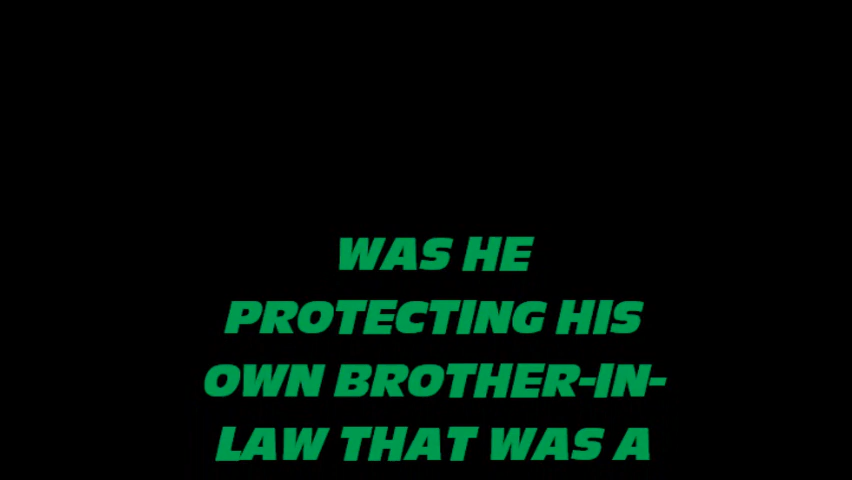 WAS HE
PROTECTING HIS
OWN BROTHER-IN-
LAW THAT WAS A